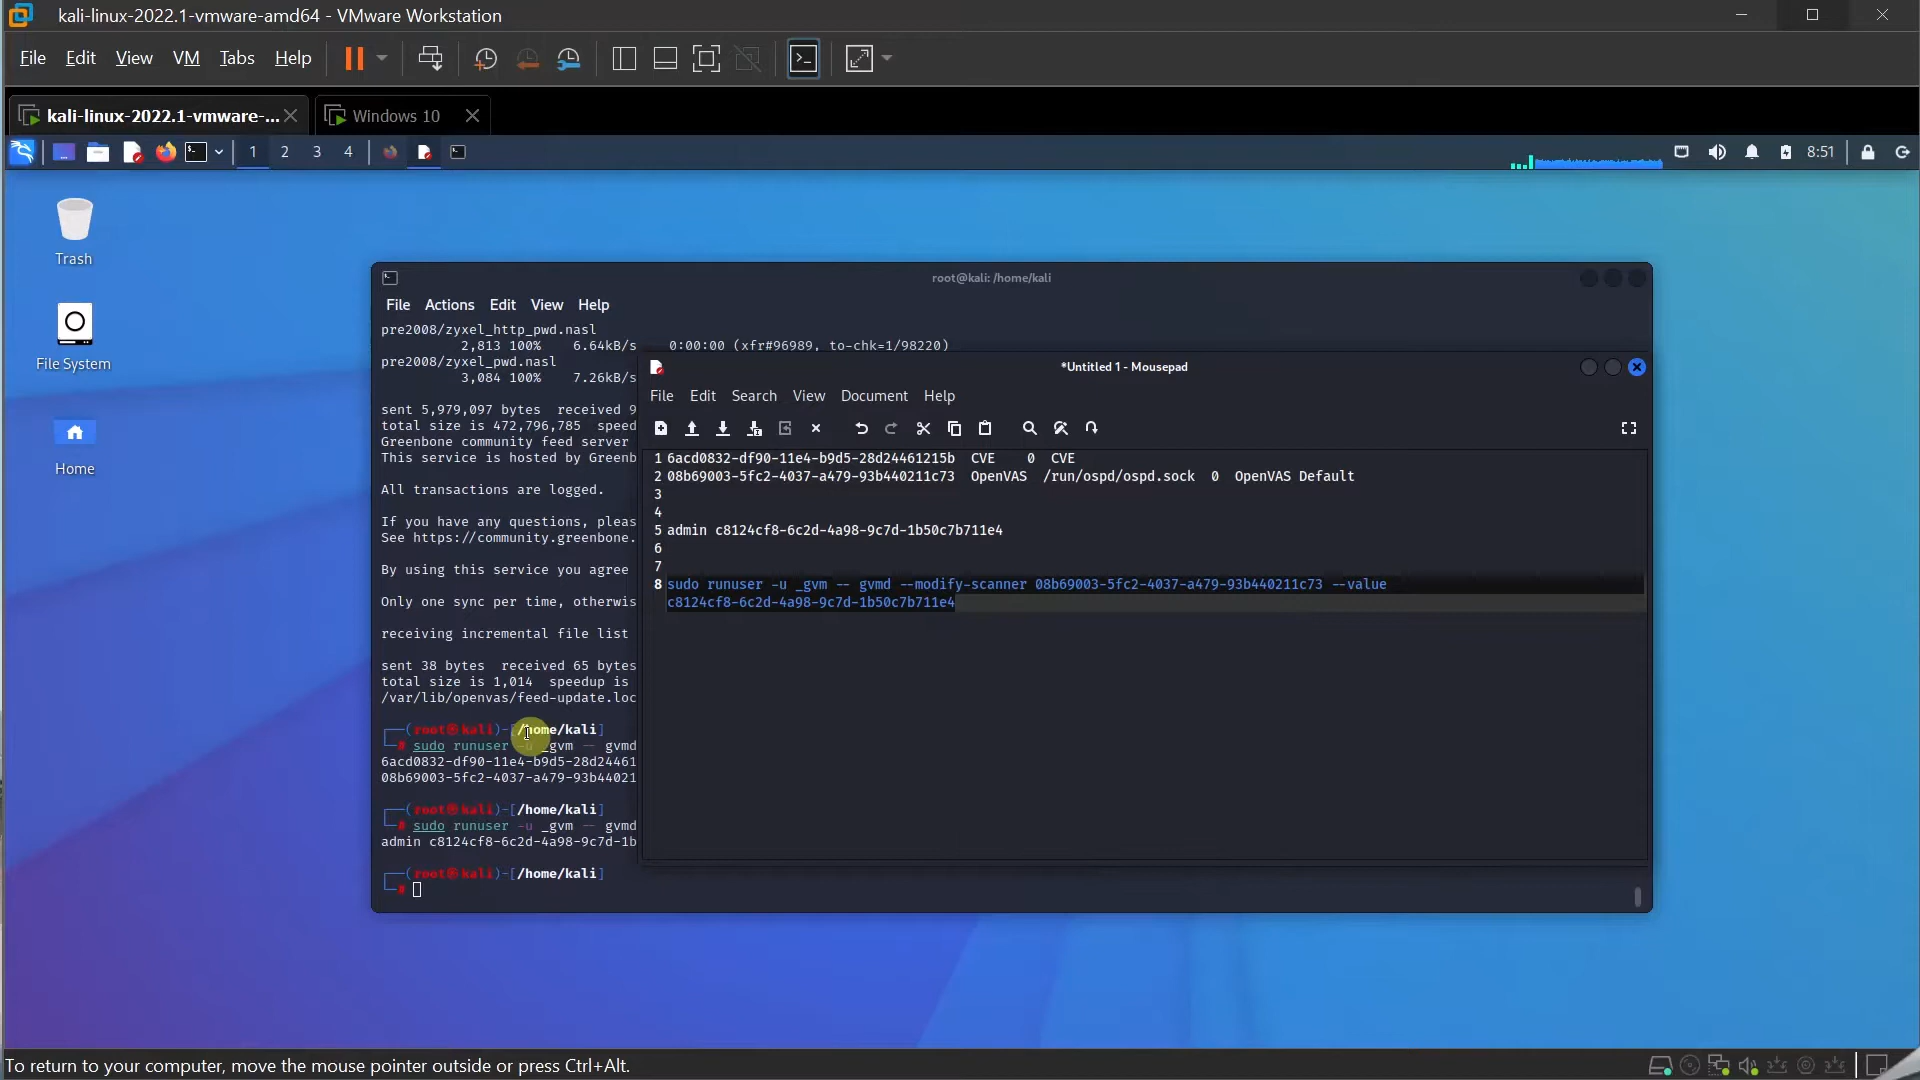 kali-linux-2022.1-vmware-amd64 - VMware Workstation
File Edit View VM Tabs Help
kali-linux-2022.1-vmware-... Windows 10
1 2 3 4 8:51
Trash
File System
Home
root@kali: /home/kali
File Actions Edit View Help
pre2008/zyxel_http_pwd.nasl
2,813 100% 6.64kB/s 0:00:00 (xfr#96989, to-chk=1/98220)
pre2008/zyxel_pwd.nasl
3,084 100% 7.26kB/s
sent 5,979,097 bytes received 9
total size is 472,796,785 speed
Greenbone community feed server
This service is hosted by Greenb
All transactions are logged.
If you have any questions, pleas
See https://community.greenbone.
By using this service you agree
Only one sync per time, otherwis
receiving incremental file list
sent 38 bytes received 65 bytes
total size is 1,014 speedup is
/var/lib/openvas/feed-update.loc
(root㉿kali)-[/home/kali]
# sudo runuser -u _gvm -- gvmd
6acd0832-df90-11e4-b9d5-28d24461
08b69003-5fc2-4037-a479-93b44021
(root㉿kali)-[/home/kali]
# sudo runuser -u _gvm -- gvmd
admin c8124cf8-6c2d-4a98-9c7d-1b
(root㉿kali)-[/home/kali]
#
*Untitled 1 - Mousepad
File Edit Search View Document Help
1 6acd0832-df90-11e4-b9d5-28d24461215b CVE 0 CVE
2 08b69003-5fc2-4037-a479-93b440211c73 OpenVAS /run/ospd/ospd.sock 0 OpenVAS Default
3
4
5 admin c8124cf8-6c2d-4a98-9c7d-1b50c7b711e4
6
7
8 sudo runuser -u _gvm -- gvmd --modify-scanner 08b69003-5fc2-4037-a479-93b440211c73 --value
c8124cf8-6c2d-4a98-9c7d-1b50c7b711e4
To return to your computer, move the mouse pointer outside or press Ctrl+Alt.